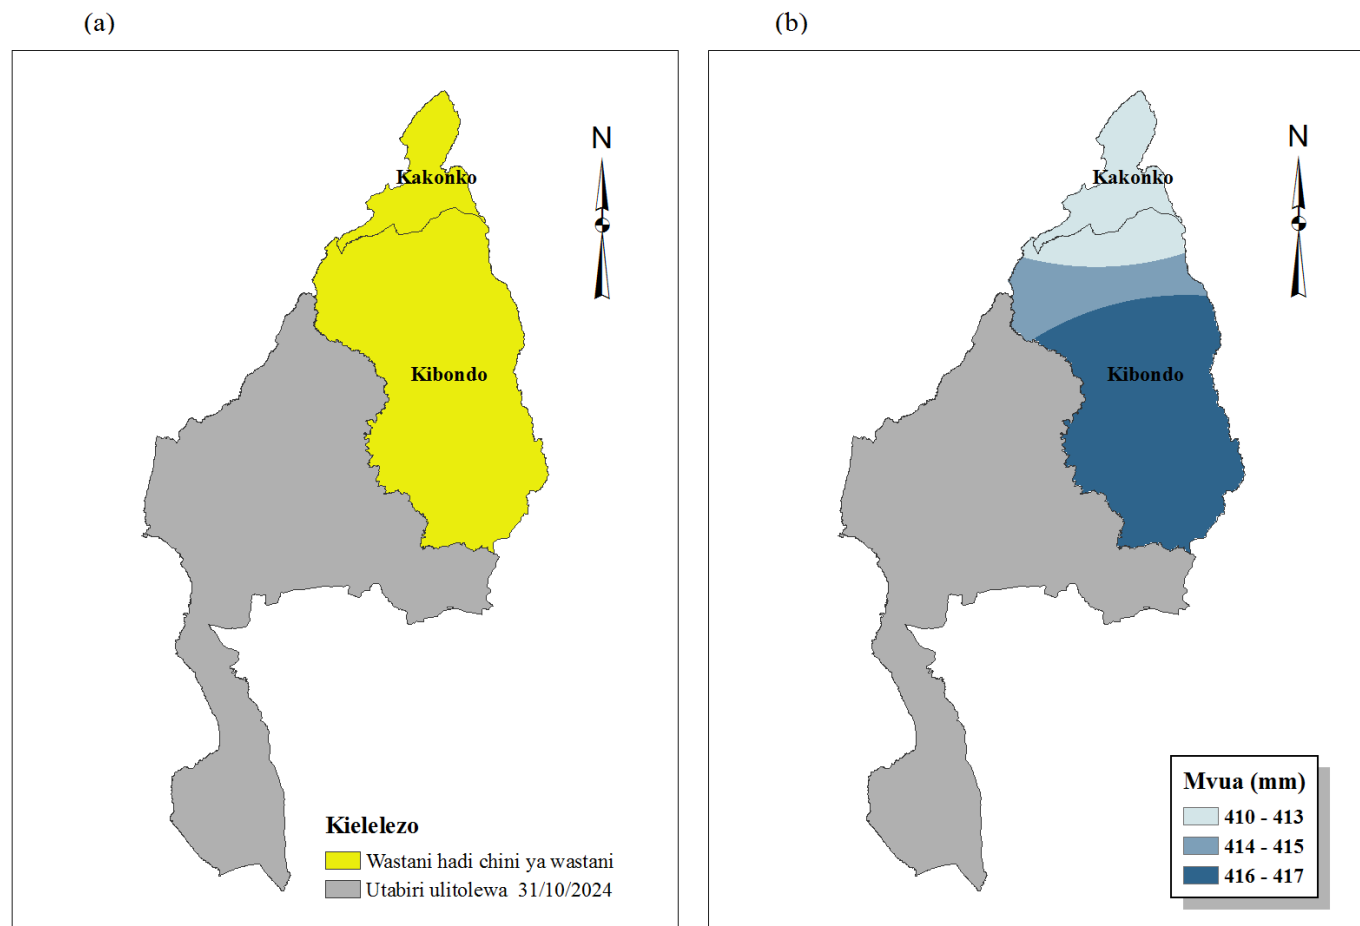 (a)
N
Kakonko
Kibondo
Kielelezo
Wastani hadi chini ya wastani
Utabiri ulitolewa 31/10/2024
(b)
N
Kakonko
Kibondo
Mvua (mm)
410 - 413
414 - 415
416 - 417